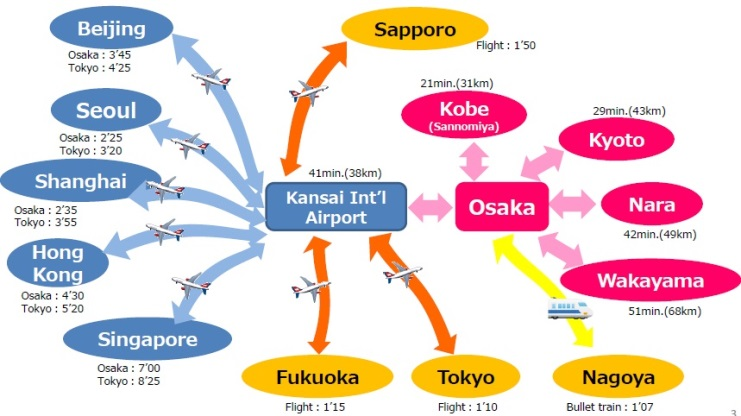 Beijing
Osaka : 3’45
Tokyo : 4’25
Sapporo
Flight : 1’50
Seoul
Osaka : 2’25
Tokyo : 3’20
21min.(31km)
Kobe
(Sannomiya)
29min.(43km)
Kyoto
Shanghai
Osaka : 2’35
Tokyo : 3’55
41min.(38km)
Kansai Int’l
Airport
Osaka
Nara
42min.(49km)
Hong
Kong
Osaka : 4’30
Tokyo : 5’20
Wakayama
51min.(68km)
Singapore
Osaka : 7’00
Tokyo : 8’25
Fukuoka
Flight : 1’15
Tokyo
Flight : 1’10
Nagoya
Bullet train : 1’07
3